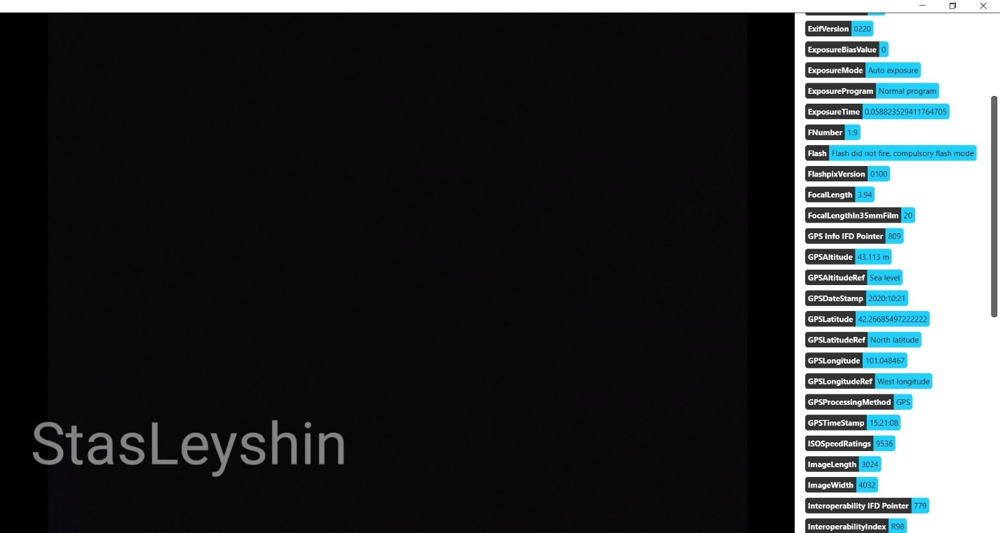 ExifVersion 0220
ExposureBiasValue 0
ExposureMode Auto exposure
ExposureProgram Normal program
ExposureTime 0.058823529411764705
FNumber 1.9
Flash Flash did not fire, compulsory flash mode
FlashpixVersion 0100
FocalLength 3.94
FocalLengthIn35mmFilm 20
GPS Info IFD Pointer 809
GPSAltitude 43.113 m
GPSAltitudeRef Sea level
GPSDateStamp 2020:10:21
GPSLatitude 42.26685497222222
GPSLatitudeRef North latitude
GPSLongitude 101.048467
GPSLongitudeRef West longitude
GPSProcessingMethod GPS
GPSTimeStamp 15:21:08
ISOSpeedRatings 9536
ImageLength 3024
ImageWidth 4032
Interoperability IFD Pointer 779
InteroperabilityIndex R98
StasLeyshin